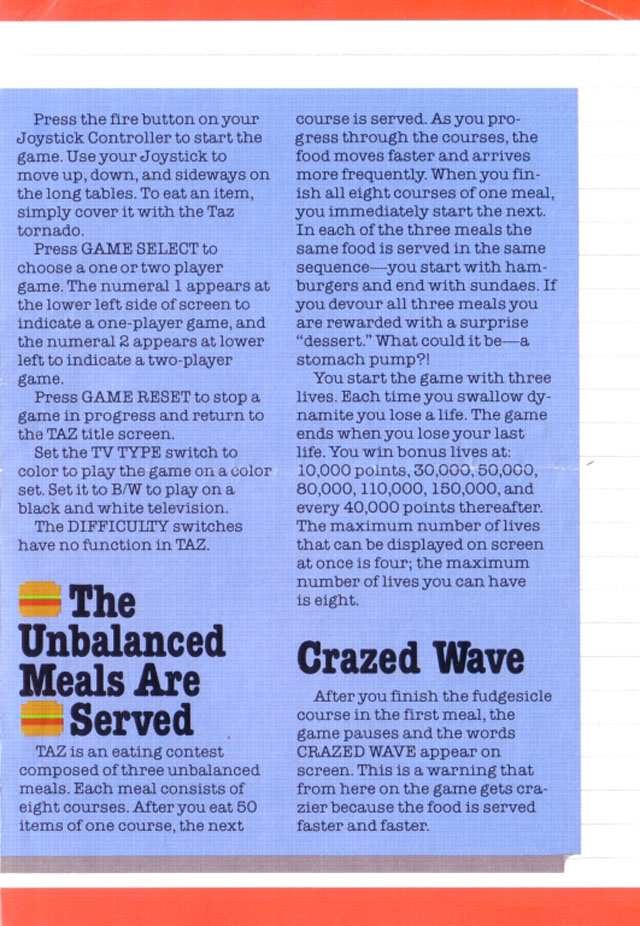 Press the fire button on your
Joystick Controller to start the
game. Use your Joystick to
move up, down, and sideways on
the long tables. To eat an item,
simply cover it with the Taz
tornado.
Press GAME SELECT to
choose a one or two player
game. The numeral 1 appears at
the lower left side of screen to
indicate a one-player game, and
the numeral 2 appears at lower
left to indicate a two-player
game.
Press GAME RESET to stop a
game in progress and return to
the TAZ title screen.
Set the TV TYPE switch to
color to play the game on a color
set. Set it to B/W to play on a
black and white television.
The DIFFICULTY switches
have no function in TAZ.
The
Unbalanced
Meals Are
Served
TAZ is an eating contest
composed of three unbalanced
meals. Each meal consists of
eight courses. After you eat 50
items of one course, the next
course is served. As you pro-
gress through the courses, the
food moves faster and arrives
more frequently. When you fin-
ish all eight courses of one meal,
you immediately start the next.
In each of the three meals the
same food is served in the same
sequence—you start with ham-
burgers and end with sundaes. If
you devour all three meals you
are rewarded with a surprise
“dessert.” What could it be—a
stomach pump?!
You start the game with three
lives. Each time you swallow dy-
namite you lose a life. The game
ends when you lose your last
life. You win bonus lives at:
10,000 points, 30,000, 50,000,
80,000, 110,000, 150,000, and
every 40,000 points thereafter.
The maximum number of lives
that can be displayed on screen
at once is four; the maximum
number of lives you can have
is eight.
Crazed Wave
After you finish the fudgesicle
course in the first meal, the
game pauses and the words
CRAZED WAVE appear on
screen. This is a warning that
from here on the game gets cra-
zier because the food is served
faster and faster.